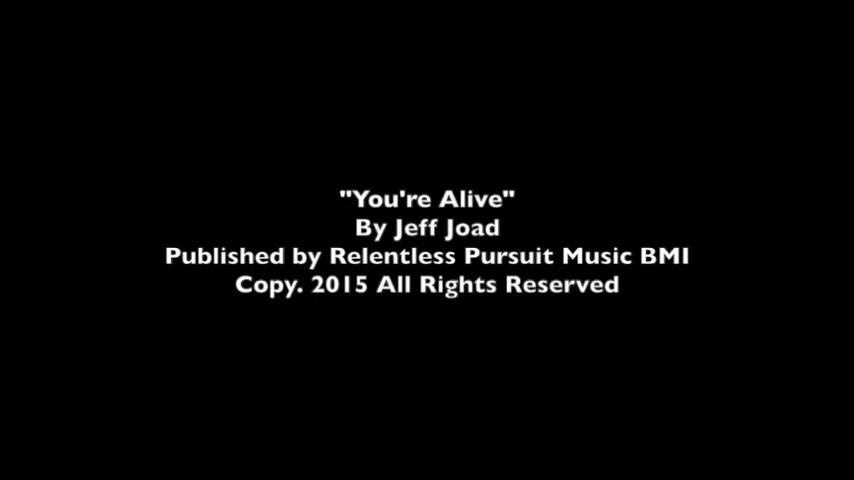 "You're Alive"
By Jeff Joad
Published by Relentless Pursuit Music BMI
Copy. 2015 All Rights Reserved